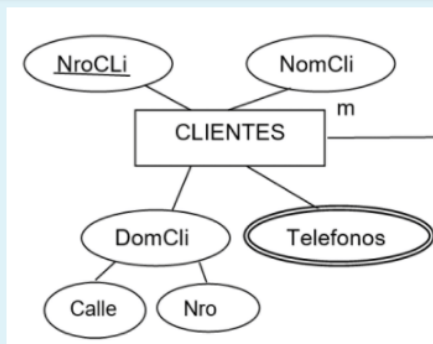 NroCLi
NomCli
m
CLIENTES
DomCli
Telefonos
Calle
Nro